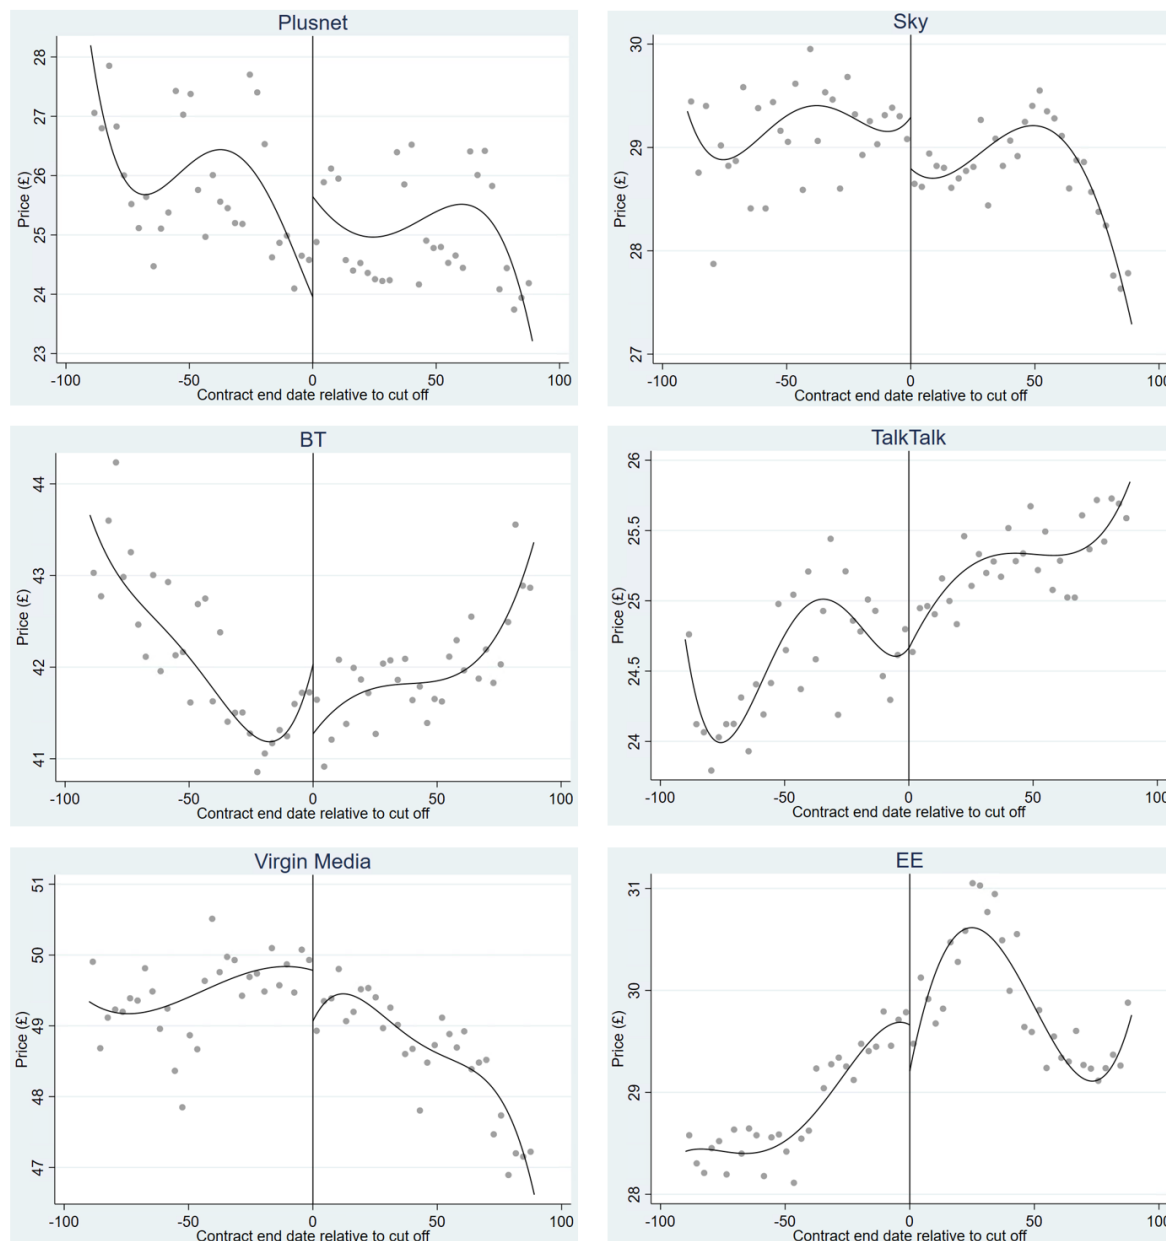 Plusnet
Price (£)
28
27
26
25
24
23
-100 -50 0 50 100
Contract end date relative to cut off
Sky
Price (£)
30
29
28
27
-100 -50 0 50 100
Contract end date relative to cut off
BT
Price (£)
44
43
42
41
-100 -50 0 50 100
Contract end date relative to cut off
TalkTalk
Price (£)
26
25.5
25
24.5
24
-100 -50 0 50 100
Contract end date relative to cut off
Virgin Media
Price (£)
51
50
49
48
47
-100 -50 0 50 100
Contract end date relative to cut off
EE
Price (£)
31
30
29
28
-100 -50 0 50 100
Contract end date relative to cut off